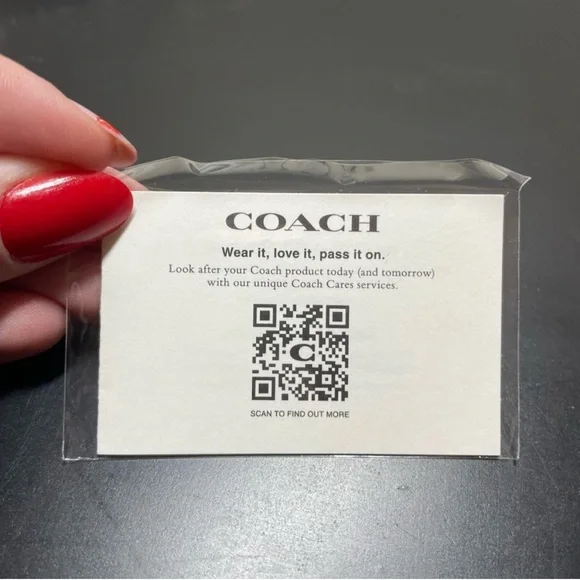 COACH
Wear it, love it, pass it on.
Look after your Coach product today (and tomorrow)
with our unique Coach Cares services.
C
SCAN TO FIND OUT MORE